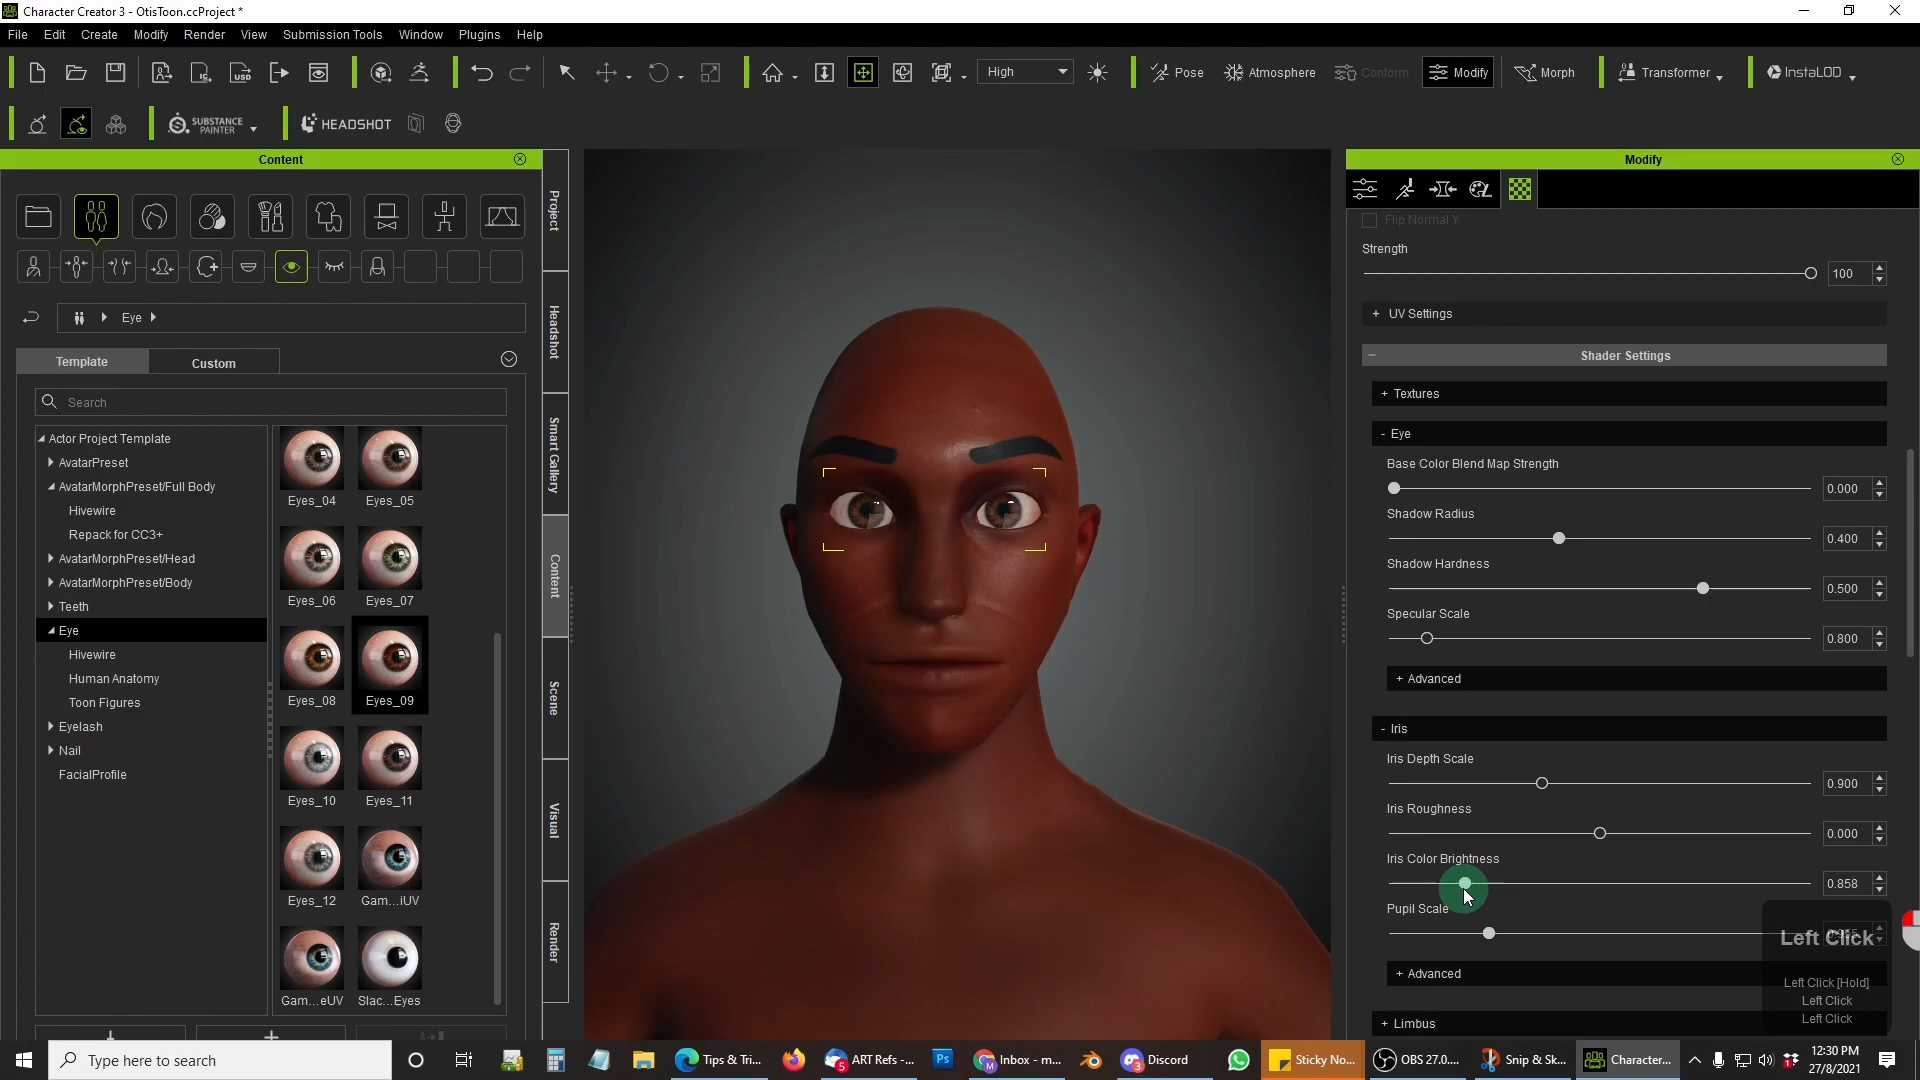 Character Creator 3 - OtisToon.ccProject *
File Edit Create Modify Render View Submission Tools Window Plugins Help
High Pose Atmosphere Conform Modify Morph Transformer InstaLOD
SUBSTANCE PAINTER HEADSHOT
Content
Eye
Template Custom
Search
Actor Project Template
AvatarPreset
AvatarMorphPreset/Full Body
Hivewire
Repack for CC3+
AvatarMorphPreset/Head
AvatarMorphPreset/Body
Teeth
Eye
Hivewire
Human Anatomy
Toon Figures
Eyelash
Nail
FacialProfile
Eyes_04 Eyes_05
Eyes_06 Eyes_07
Eyes_08 Eyes_09
Eyes_10 Eyes_11
Eyes_12 Gam...iUV
Gam...eUV Slac...Eyes
Project
Headshot
Smart Gallery
Content
Scene
Visual
Render
Modify
Flip Normal Y
Strength
100
+ UV Settings
- Shader Settings
+ Textures
- Eye
Base Color Blend Map Strength
0.000
Shadow Radius
0.400
Shadow Hardness
0.500
Specular Scale
0.800
+ Advanced
- Iris
Iris Depth Scale
0.900
Iris Roughness
0.000
Iris Color Brightness
0.858
Pupil Scale
+ Advanced
+ Limbus
Left Click
Left Click [Hold]
Left Click
Left Click
Type here to search
Tips & Tri...
5 ART Refs -...
Ps
Inbox - m...
3 Discord
Sticky No...
OBS 27.0....
Snip & Sk...
Character...
12:30 PM
27/8/2021